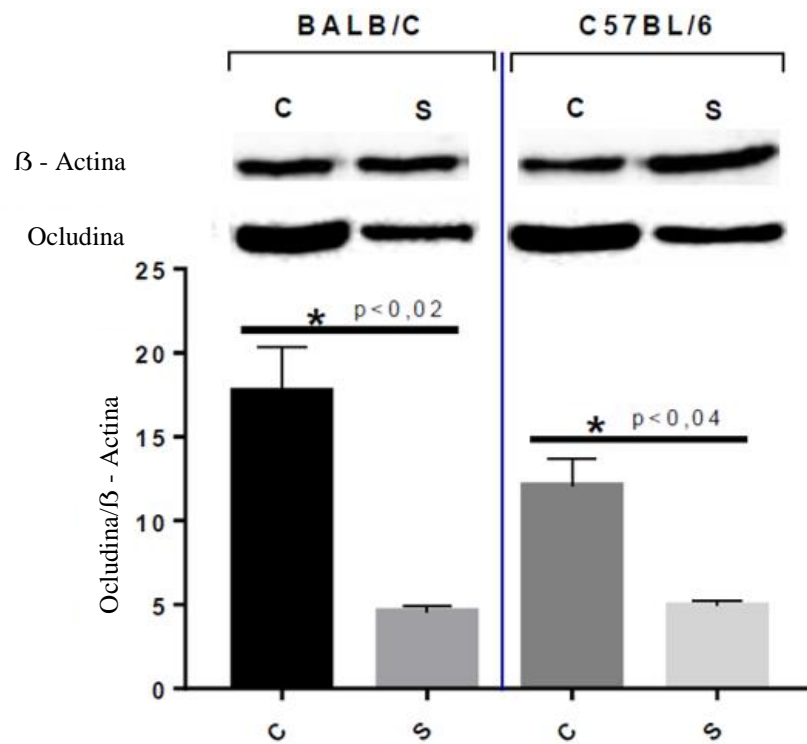 BALB/C C57BL/6
C S C S
ß - Actina
Ocludina
25
* p<0,02
20
15
* p<0,04
10
5
0
Ocludina/ß - Actina
C S C S